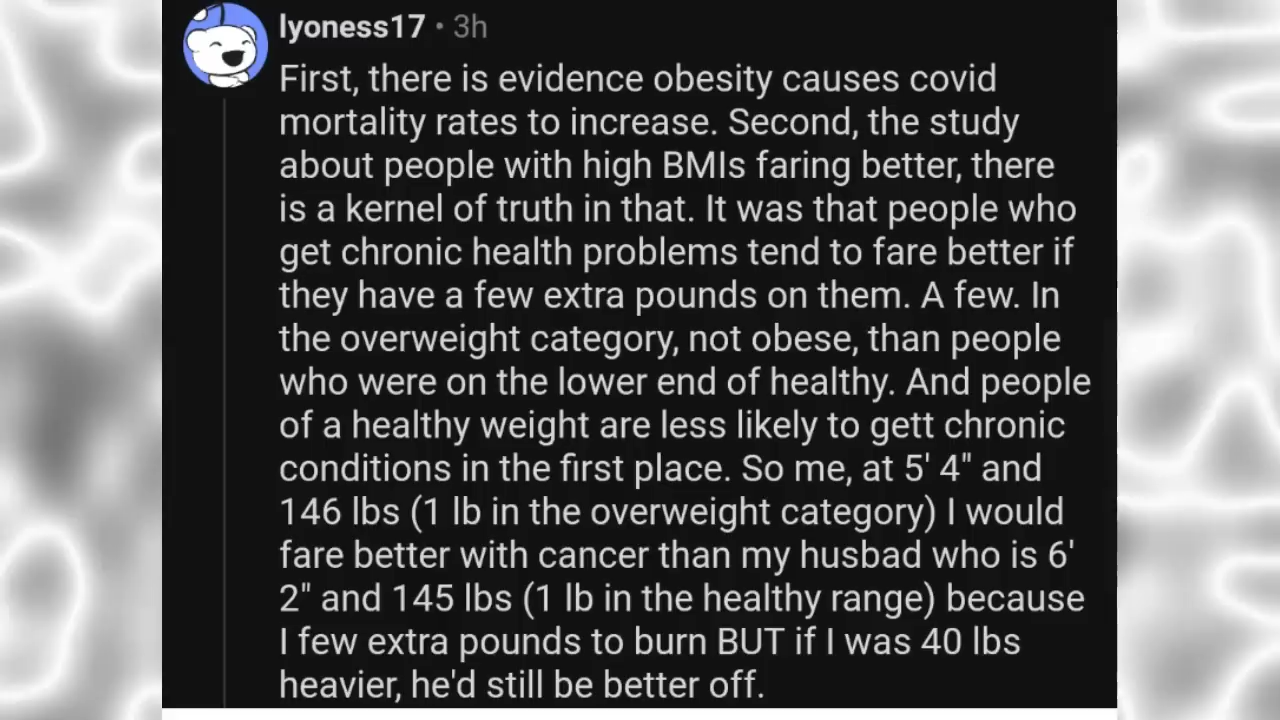 lyoness17 • 3h
First, there is evidence obesity causes covid
mortality rates to increase. Second, the study
about people with high BMIs faring better, there
is a kernel of truth in that. It was that people who
get chronic health problems tend to fare better if
they have a few extra pounds on them. A few. In
the overweight category, not obese, than people
who were on the lower end of healthy. And people
of a healthy weight are less likely to gett chronic
conditions in the first place. So me, at 5' 4" and
146 lbs (1 lb in the overweight category) I would
fare better with cancer than my husbad who is 6'
2" and 145 lbs (1 lb in the healthy range) because
I few extra pounds to burn BUT if I was 40 lbs
heavier, he'd still be better off.